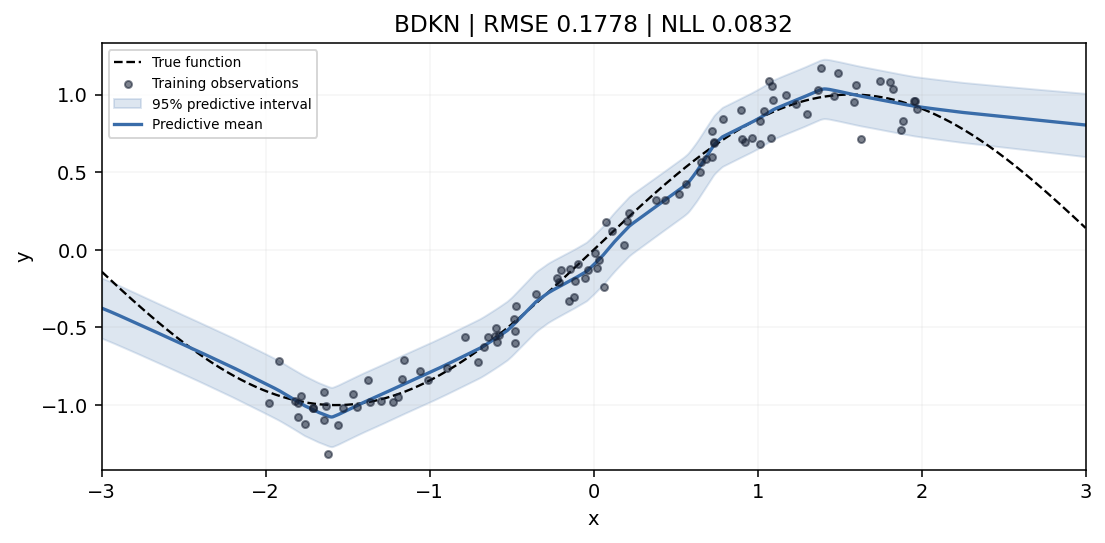 BDKN | RMSE 0.1778 | NLL 0.0832
True function
Training observations
95% predictive interval
Predictive mean
y
1.0
0.5
0.0
−0.5
−1.0
−3 −2 −1 0 1 2 3
x